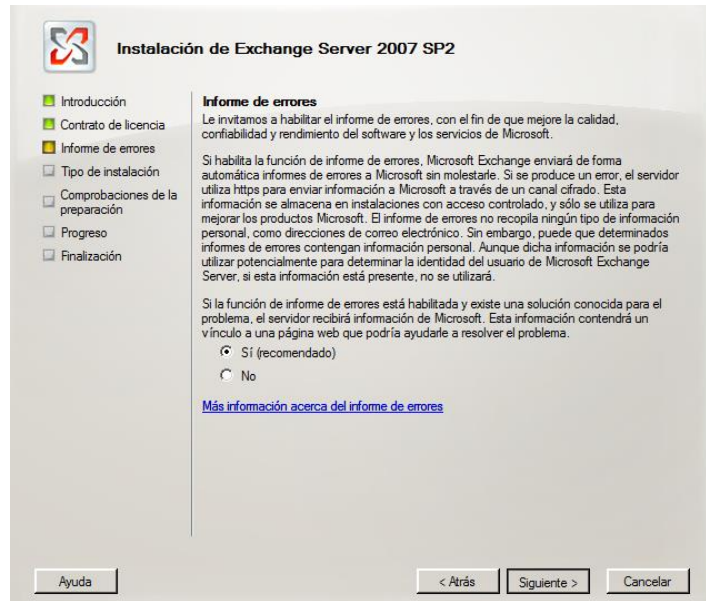 Instalación de Exchange Server 2007 SP2
Introducción
Contrato de licencia
Informe de errores
Tipo de instalación
Comprobaciones de la
preparación
Progreso
Finalización
Informe de errores
Le invitamos a habilitar el informe de errores, con el fin de que mejore la calidad,
confiabilidad y rendimiento del software y los servicios de Microsoft.
Si habilita la función de informe de errores, Microsoft Exchange enviará de forma
automática informes de errores a Microsoft sin molestarle. Si se produce un error, el servidor
utiliza https para enviar información a Microsoft a través de un canal cifrado. Esta
información se almacena en instalaciones con acceso controlado, y sólo se utiliza para
mejorar los productos Microsoft. El informe de errores no recopila ningún tipo de información
personal, como direcciones de correo electrónico. Sin embargo, puede que determinados
informes de errores contengan información personal. Aunque dicha información se podría
utilizar potencialmente para determinar la identidad del usuario de Microsoft Exchange
Server, si esta información está presente, no se utilizará.
Si la función de informe de errores está habilitada y existe una solución conocida para el
problema, el servidor recibirá información de Microsoft. Esta información contendrá un
vínculo a una página web que podría ayudarle a resolver el problema.
Sí (recomendado)
No
Más información acerca del informe de errores
Ayuda
< Atrás
Siguiente >
Cancelar